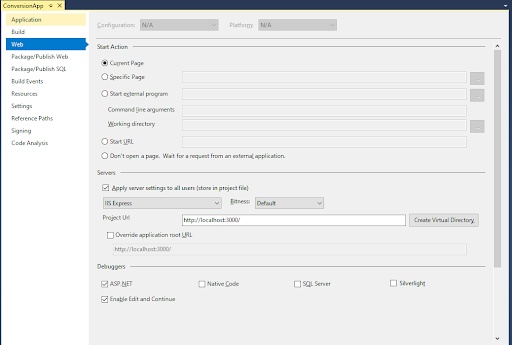 ConversionApp
Application
Build
Web
Package/Publish Web
Package/Publish SQL
Build Events
Resources
Settings
Reference Paths
Signing
Code Analysis
Configuration: N/A Platform: N/A
Start Action
Current Page
Specific Page
...
Start external program
...
Command line arguments
Working directory
...
Start URL
Don't open a page. Wait for a request from an external application.
Servers
Apply server settings to all users (store in project file)
IIS Express Bitness: Default
Project Url http://localhost:3000/ Create Virtual Directory
Override application root URL
http://localhost:3000/
Debuggers
ASP.NET Native Code SQL Server Silverlight
Enable Edit and Continue